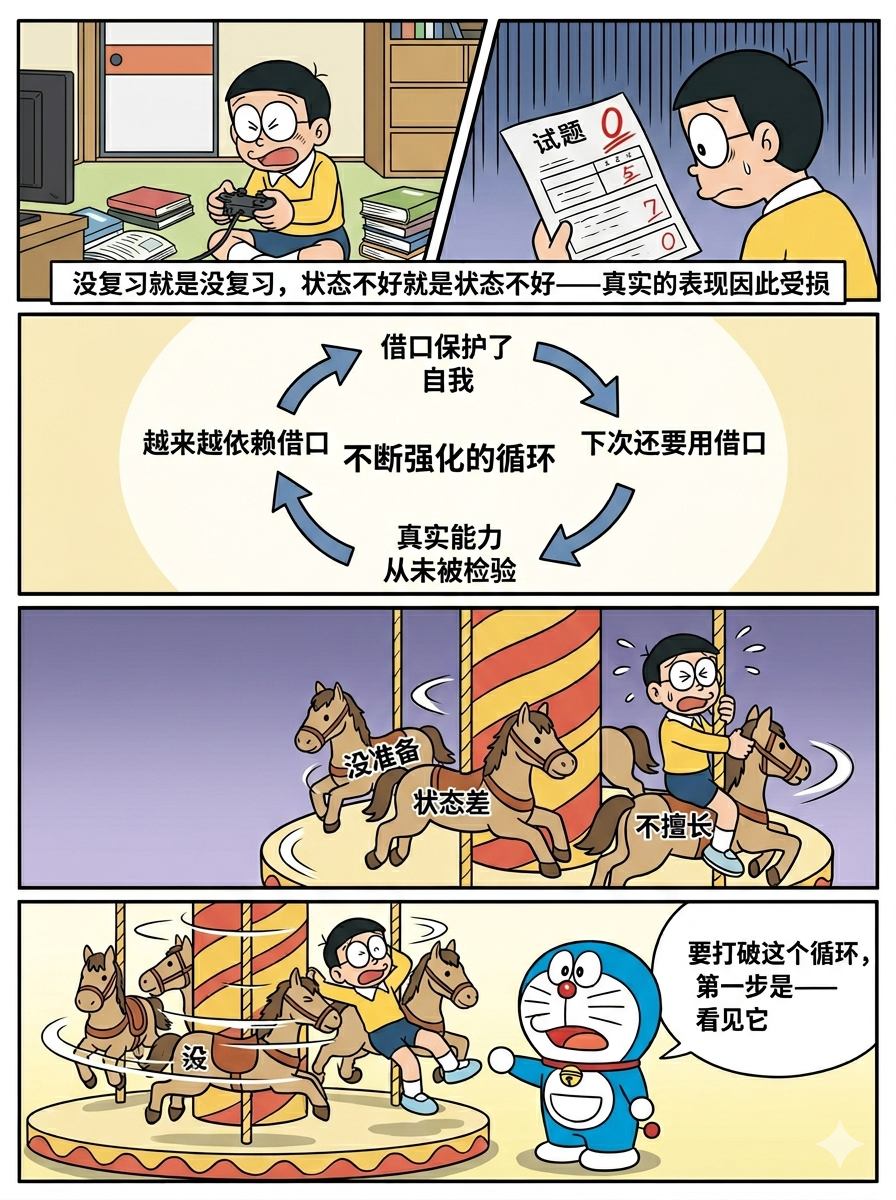 试题
0
5
7
0
没复习就是没复习，状态不好就是状态不好——真实的表现因此受损
借口保护了
自我
下次还要用借口
真实能力
从未被检验
越来越依赖借口
不断强化的循环
没准备
状态差
不擅长
没
要打破这个循环，
第一步是——
看见它